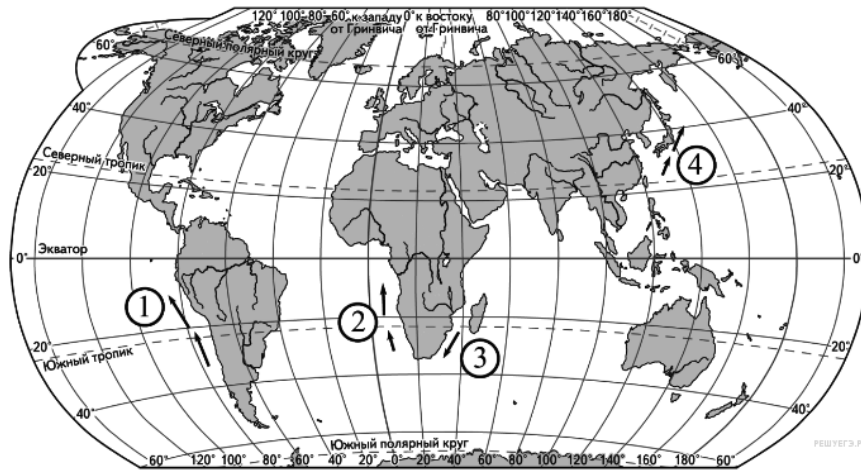 120° 100° 80° 60° к западу 0° к востоку 80° 100° 120° 140° 160° 180°
от Гринвича от Гринвича
60° Северный полярный круг 60°
40° 40°
Северный тропик
20° 20°
4
Экватор
0° 0°
1
2
3
20° 20°
Южный тропик
40° 40°
Южный полярный круг
60° 120° 100° 80° 60° 40° 20° 0° 20° 40° 60° 80° 100° 120° 140° 160° 180° 60°